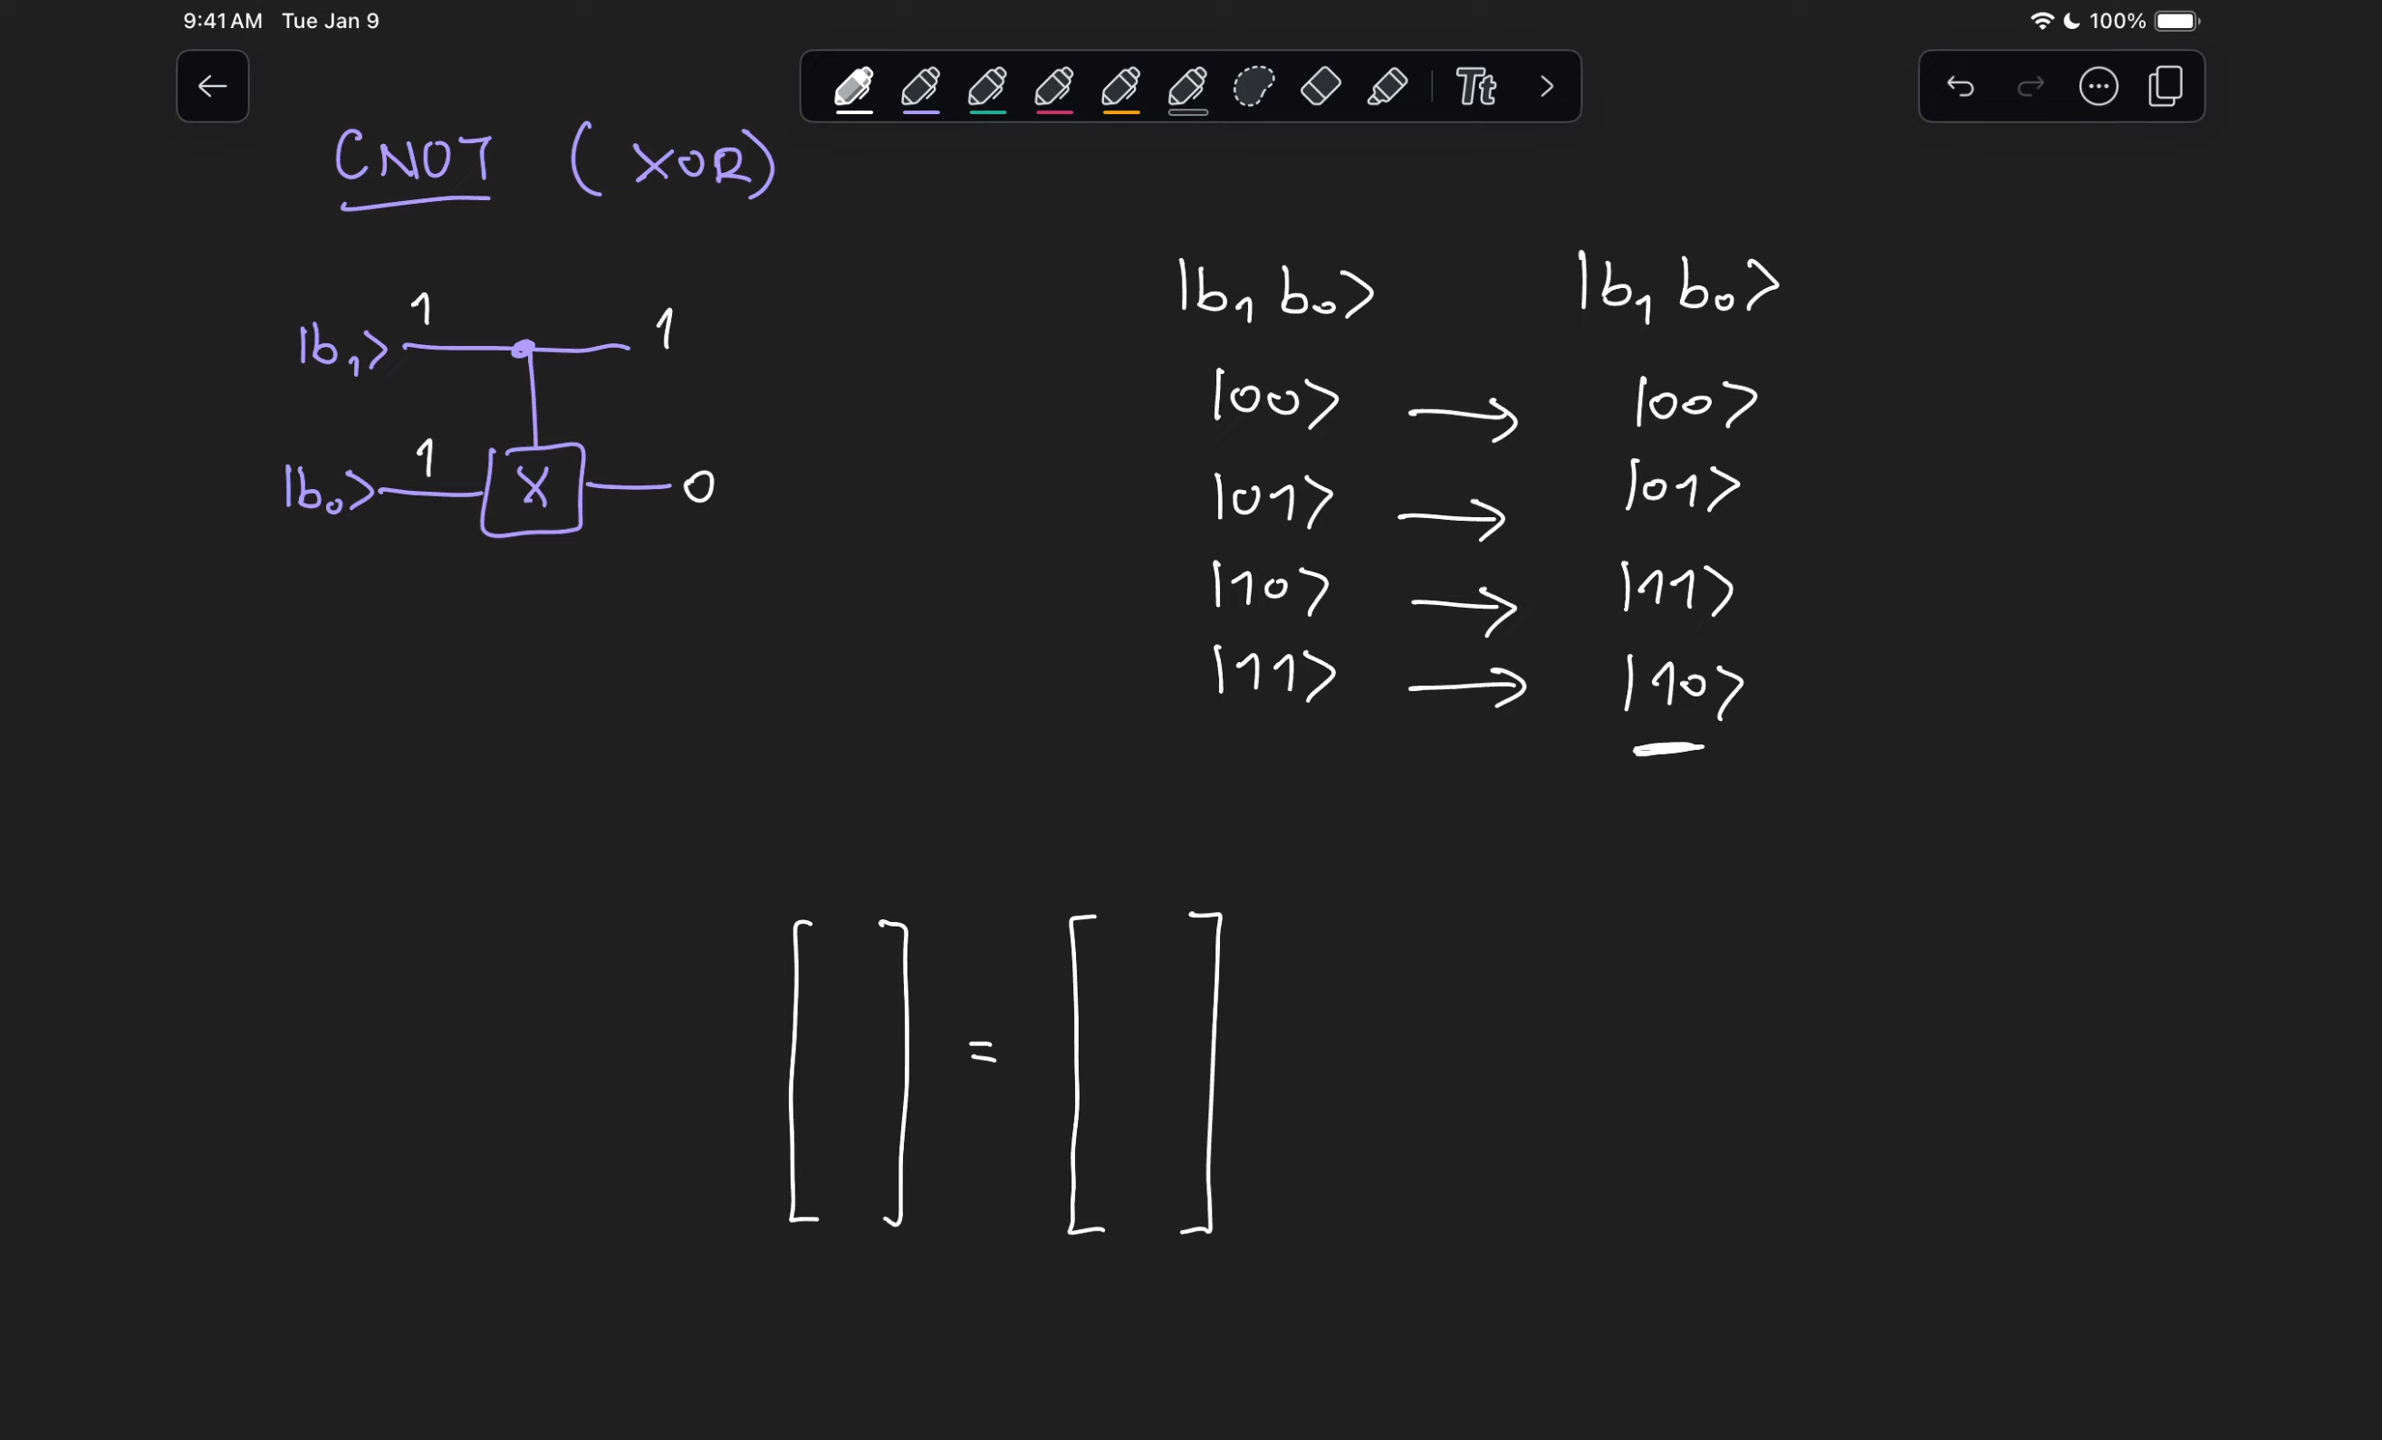 9:41 AM Tue Jan 9
100%
Tt
CNOT (XOR)
|b₁ b₀⟩ |b₁ b₀⟩
1 1
|b₁⟩
|00⟩ → |00⟩
1
|b₀⟩ X 0
|01⟩ → |01⟩
|10⟩ → |11⟩
|11⟩ → |10⟩
[ ] = [ ]